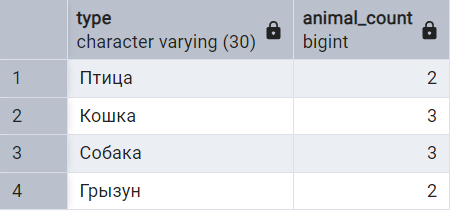 type animal_count
character varying (30) bigint
1 Птица 2
2 Кошка 3
3 Собака 3
4 Грызун 2